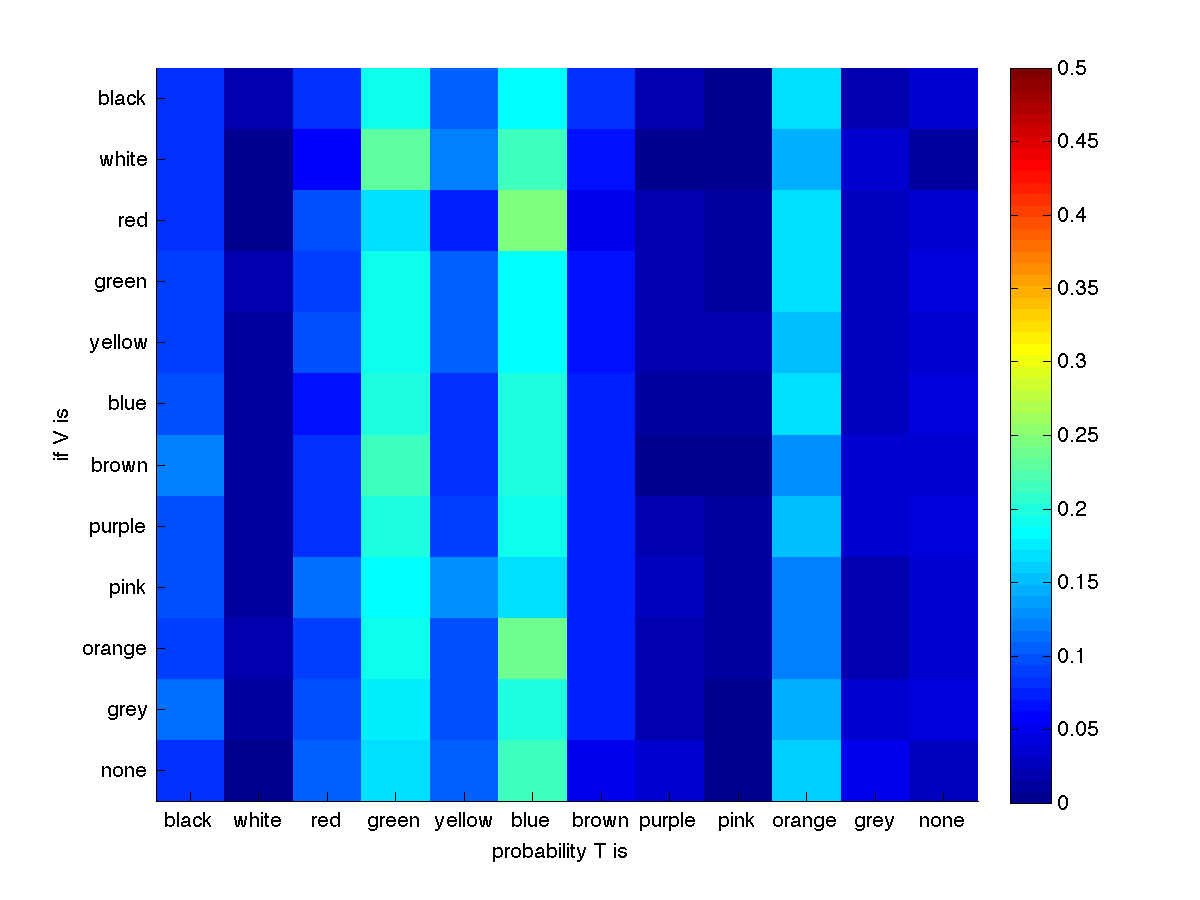 black
white
red
green
yellow
blue
brown
purple
pink
orange
grey
none
if V is
black white red green yellow blue brown purple pink orange grey none
probability T is
0.5
0.45
0.4
0.35
0.3
0.25
0.2
0.15
0.1
0.05
0